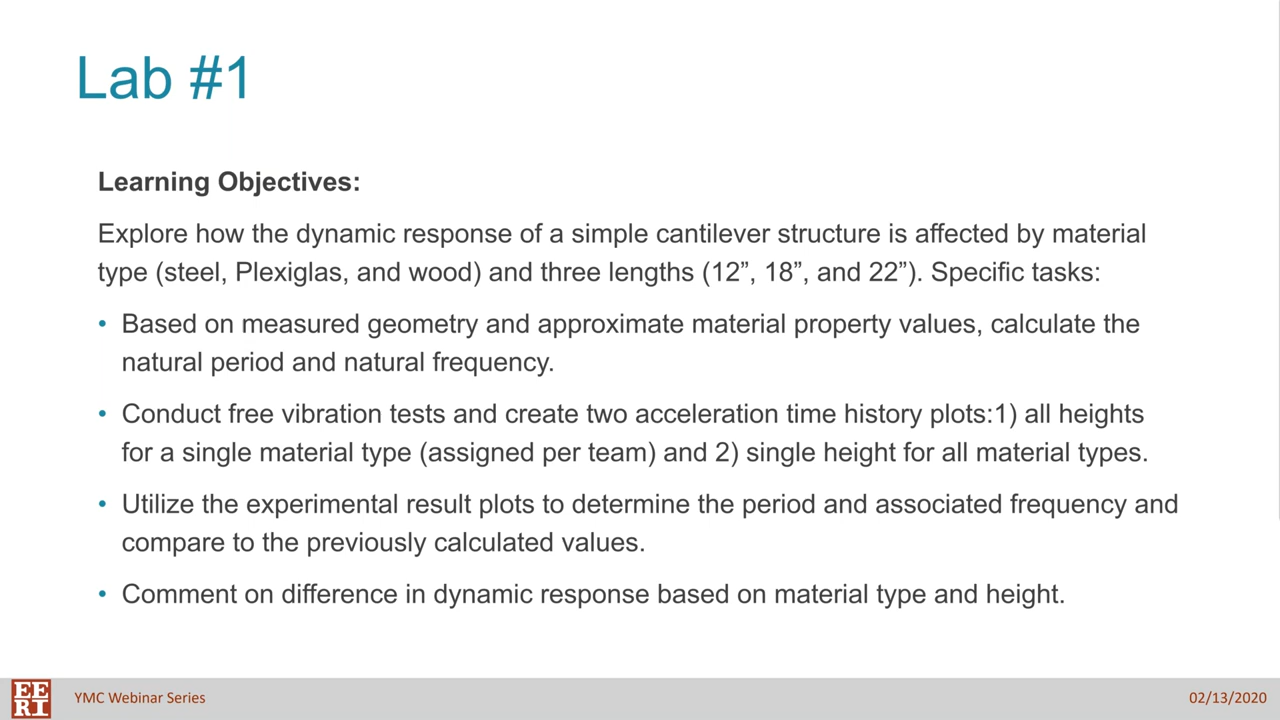 Lab #1
Learning Objectives:
Explore how the dynamic response of a simple cantilever structure is affected by material
type (steel, Plexiglas, and wood) and three lengths (12”, 18”, and 22”). Specific tasks:
• Based on measured geometry and approximate material property values, calculate the
natural period and natural frequency.
• Conduct free vibration tests and create two acceleration time history plots:1) all heights
for a single material type (assigned per team) and 2) single height for all material types.
• Utilize the experimental result plots to determine the period and associated frequency and
compare to the previously calculated values.
• Comment on difference in dynamic response based on material type and height.
EE
RI
YMC Webinar Series
02/13/2020